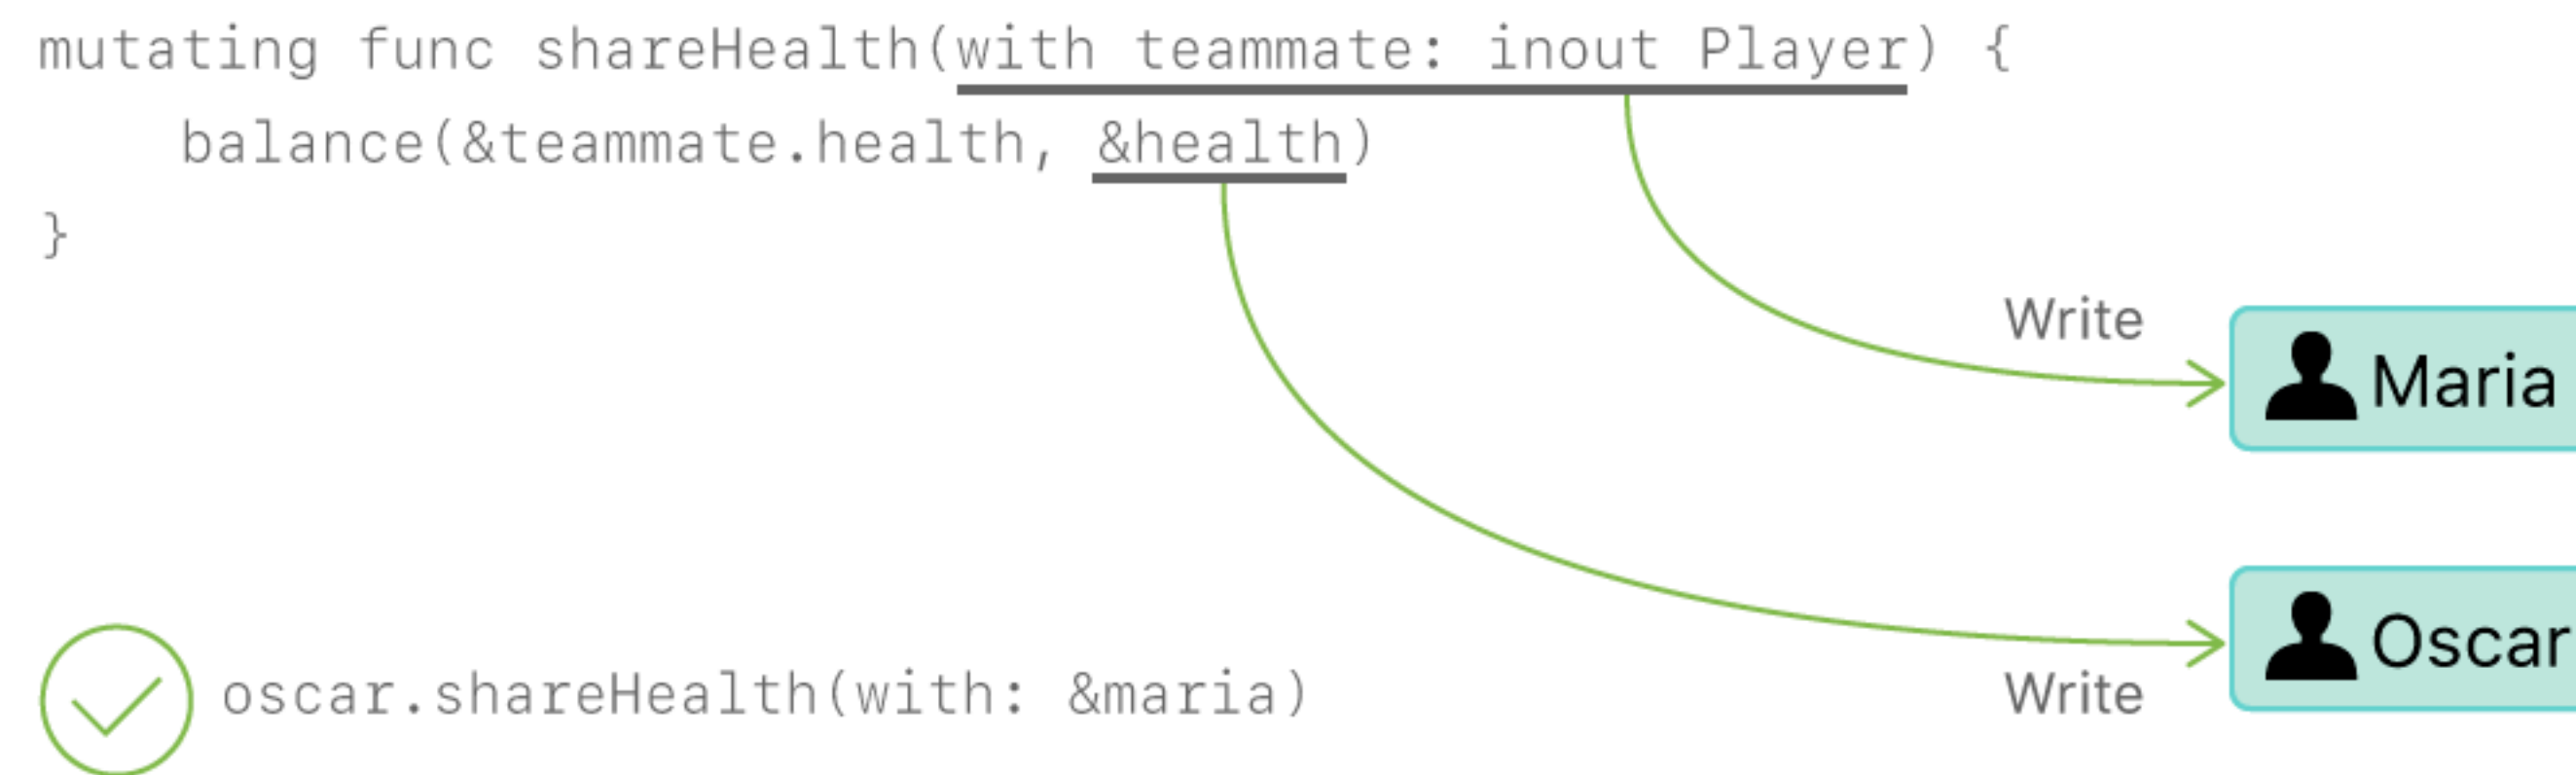 mutating func shareHealth(with teammate: inout Player) {
balance(&teammate.health, &health)
}
Write
Maria
Oscar
oscar.shareHealth(with: &maria)
Write